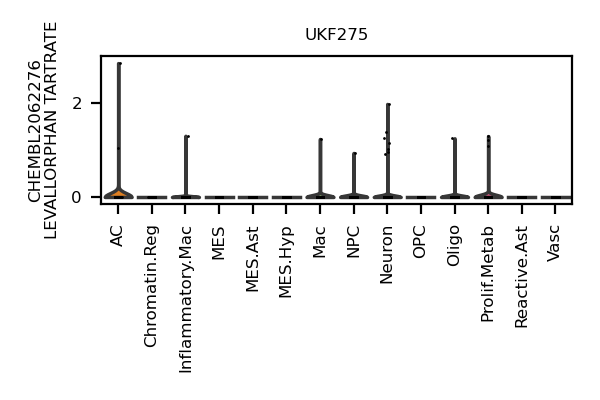 UKF275
CHEMBL2062276
LEVALLORPHAN TARTRATE
2
0
AC
Chromatin.Reg
Inflammatory.Mac
MES
MES.Ast
MES.Hyp
Mac
NPC
Neuron
OPC
Oligo
Prolif.Metab
Reactive.Ast
Vasc